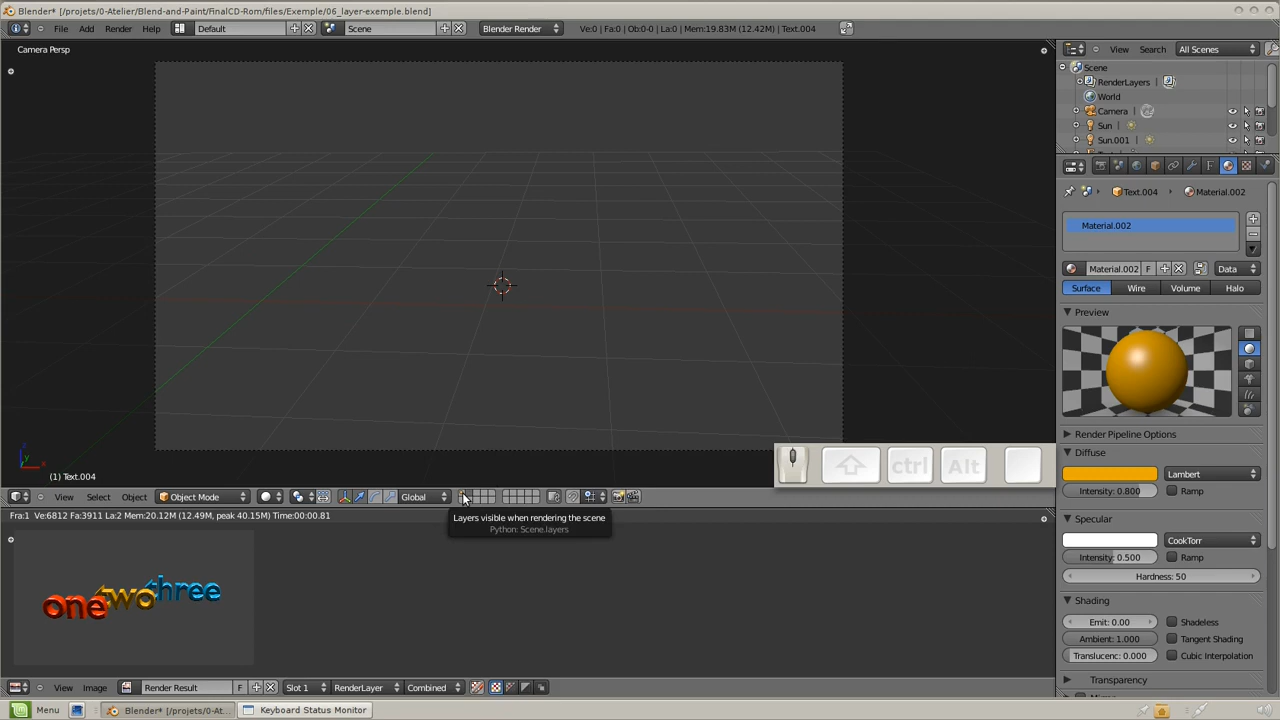 Blender* [/projets/0-Atelier/Blend-and-Paint/FinalCD-Rom/files/Exemple/06_layer-exemple.blend]
File Add Render Help Default Scene Blender Render Ve:0 | Fa:0 | Ob:0-0 | La:0 | Mem:19.83M (12.42M) | Text.004
Camera Persp
View Search All Scenes
Scene
RenderLayers
World
Camera
Sun
Sun.001
Text.004 Material.002
Material.002
Material.002 F Data
Surface Wire Volume Halo
Preview
Render Pipeline Options
Diffuse
Lambert
Intensity: 0.800 Ramp
Specular
CookTorr
Intensity: 0.500 Ramp
Hardness: 50
Shading
Emit: 0.00 Shadeless
Ambient: 1.000 Tangent Shading
Translucenc: 0.000 Cubic Interpolation
Transparency
ctrl Alt
z
y
x
(1) Text.004
View Select Object Object Mode Global
Layers visible when rendering the scene
Python: Scene.layers
Fra:1 Ve:6812 Fa:3911 La:2 Mem:20.12M (12.49M, peak 40.15M) Time:00:00.81
one two three
View Image Render Result F Slot 1 RenderLayer Combined
Menu Blender* [/projets/0-At... Keyboard Status Monitor